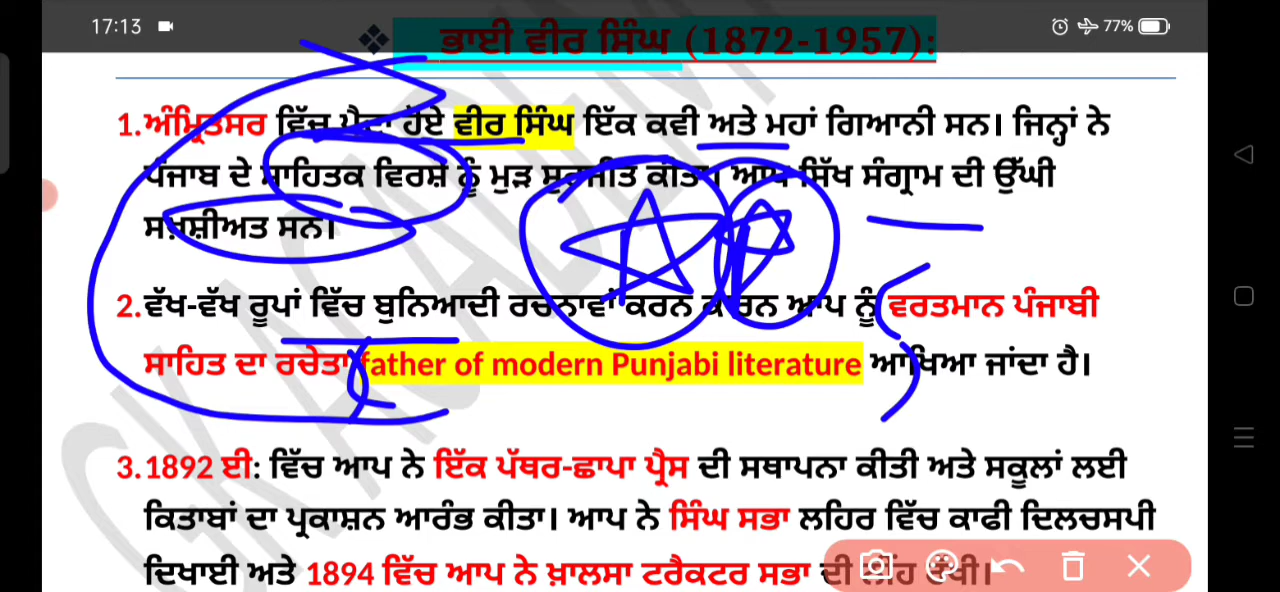 17:13
77%
❖ ਭਾਈ ਵੀਰ ਸਿੰਘ (1872-1957):
1. ਅੰਮ੍ਰਿਤਸਰ ਵਿੱਚ ਪੈਦਾ ਹੋਏ ਵੀਰ ਸਿੰਘ ਇੱਕ ਕਵੀ ਅਤੇ ਮਹਾਂ ਗਿਆਨੀ ਸਨ। ਜਿਨ੍ਹਾਂ ਨੇ
ਪੰਜਾਬ ਦੇ ਸਾਹਿਤਕ ਵਿਰਸੇ ਨੂੰ ਮੁੜ ਸੁਰਜੀਤ ਕੀਤਾ। ਆਪ ਸਿੱਖ ਸੰਗ੍ਰਾਮ ਦੀ ਉੱਘੀ
ਸਖ਼ਸ਼ੀਅਤ ਸਨ।
2. ਵੱਖ-ਵੱਖ ਰੂਪਾਂ ਵਿੱਚ ਬੁਨਿਆਦੀ ਰਚਨਾਵਾਂ ਕਰਨ ਕਾਰਨ ਆਪ ਨੂੰ ਵਰਤਮਾਨ ਪੰਜਾਬੀ
ਸਾਹਿਤ ਦਾ ਰਚੇਤਾ father of modern Punjabi literature ਆਖਿਆ ਜਾਂਦਾ ਹੈ।
3. 1892 ਈ: ਵਿੱਚ ਆਪ ਨੇ ਇੱਕ ਪੱਥਰ-ਛਾਪਾ ਪ੍ਰੈਸ ਦੀ ਸਥਾਪਨਾ ਕੀਤੀ ਅਤੇ ਸਕੂਲਾਂ ਲਈ
ਕਿਤਾਬਾਂ ਦਾ ਪ੍ਰਕਾਸ਼ਨ ਆਰੰਭ ਕੀਤਾ। ਆਪ ਨੇ ਸਿੰਘ ਸਭਾ ਲਹਿਰ ਵਿੱਚ ਕਾਫੀ ਦਿਲਚਸਪੀ
ਦਿਖਾਈ ਅਤੇ 1894 ਵਿੱਚ ਆਪ ਨੇ ਖ਼ਾਲਸਾ ਟਰੈਕਟਰ ਸਭਾ ਦੀ ਨੀਂਹ ਰੱਖੀ।